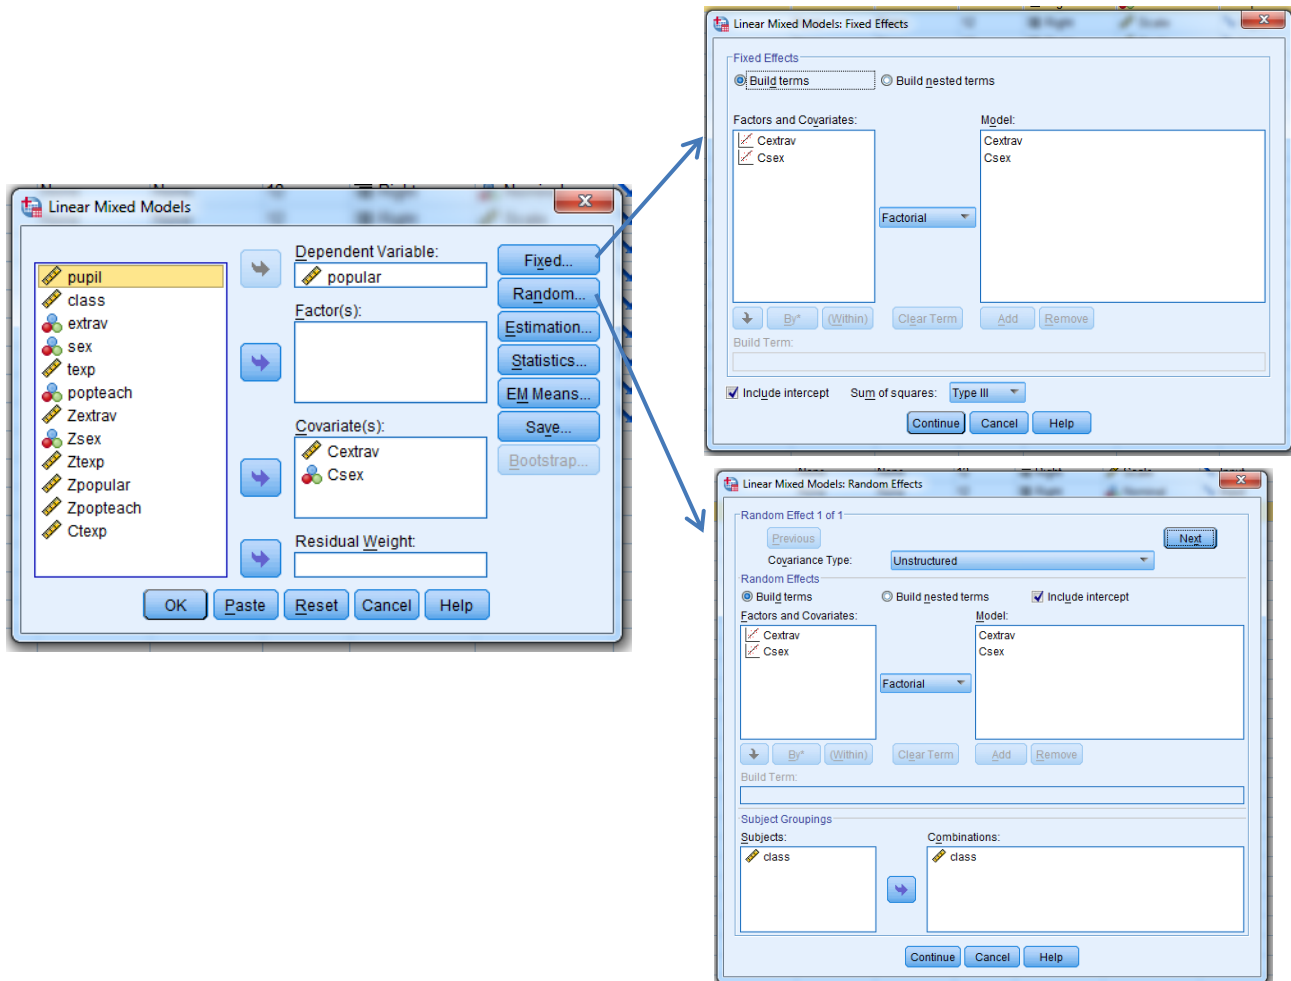 Linear Mixed Models
pupil
class
extrav
sex
texp
popteach
Zextrav
Zsex
Ztexp
Zpopular
Zpopteach
Ctexp
Dependent Variable:
popular
Factor(s):
Covariate(s):
Cextrav
Csex
Residual Weight:
Fixed...
Random...
Estimation...
Statistics...
EM Means...
Save...
Bootstrap...
OK Paste Reset Cancel Help
Linear Mixed Models: Fixed Effects
Fixed Effects
Build terms Build nested terms
Factors and Covariates:
Cextrav
Csex
Factorial
Model:
Cextrav
Csex
By* (Within) Clear Term Add Remove
Build Term:
Include intercept Sum of squares: Type III
Continue Cancel Help
Linear Mixed Models: Random Effects
Random Effect 1 of 1
Previous Next
Covariance Type: Unstructured
Random Effects
Build terms Build nested terms Include intercept
Factors and Covariates:
Cextrav
Csex
Factorial
Model:
Cextrav
Csex
By* (Within) Clear Term Add Remove
Build Term:
Subject Groupings
Subjects:
class
Combinations:
class
Continue Cancel Help